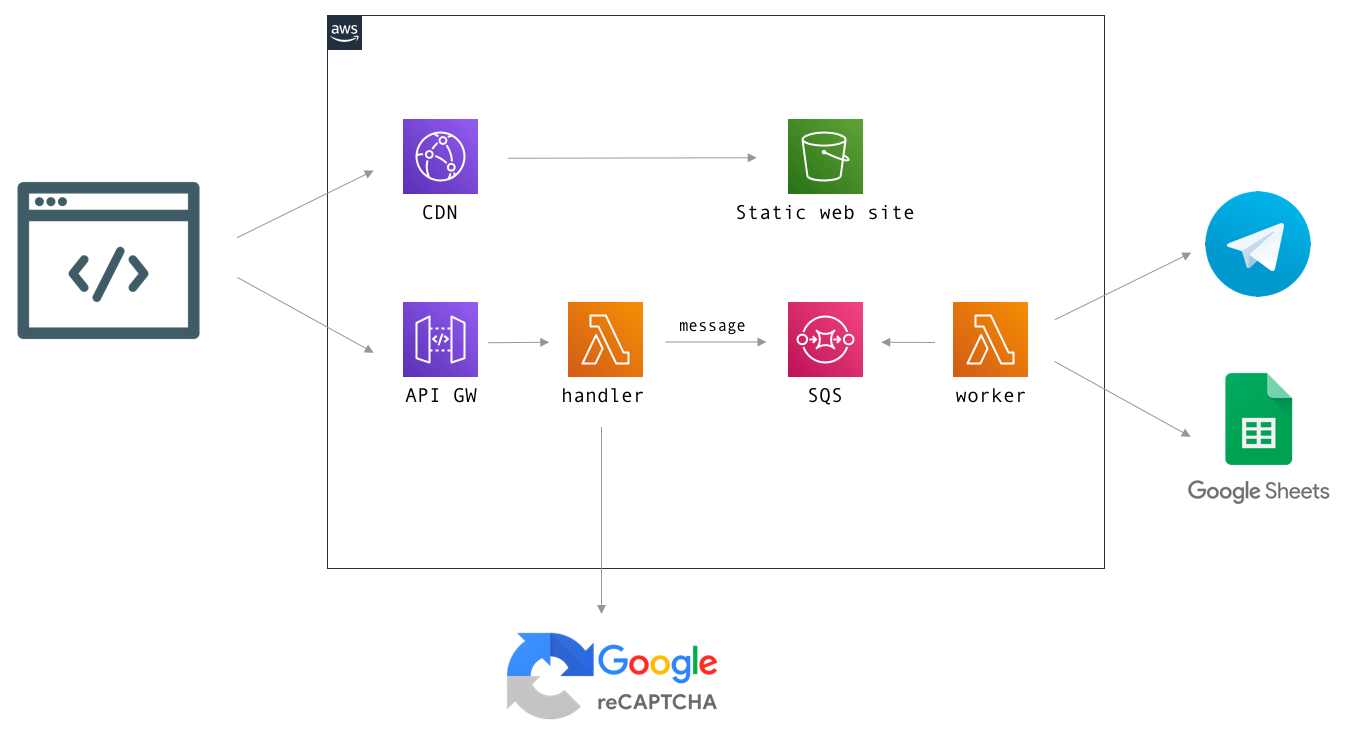 aws
CDN
Static web site
API GW
handler
message
SQS
worker
Google Sheets
Google
reCAPTCHA